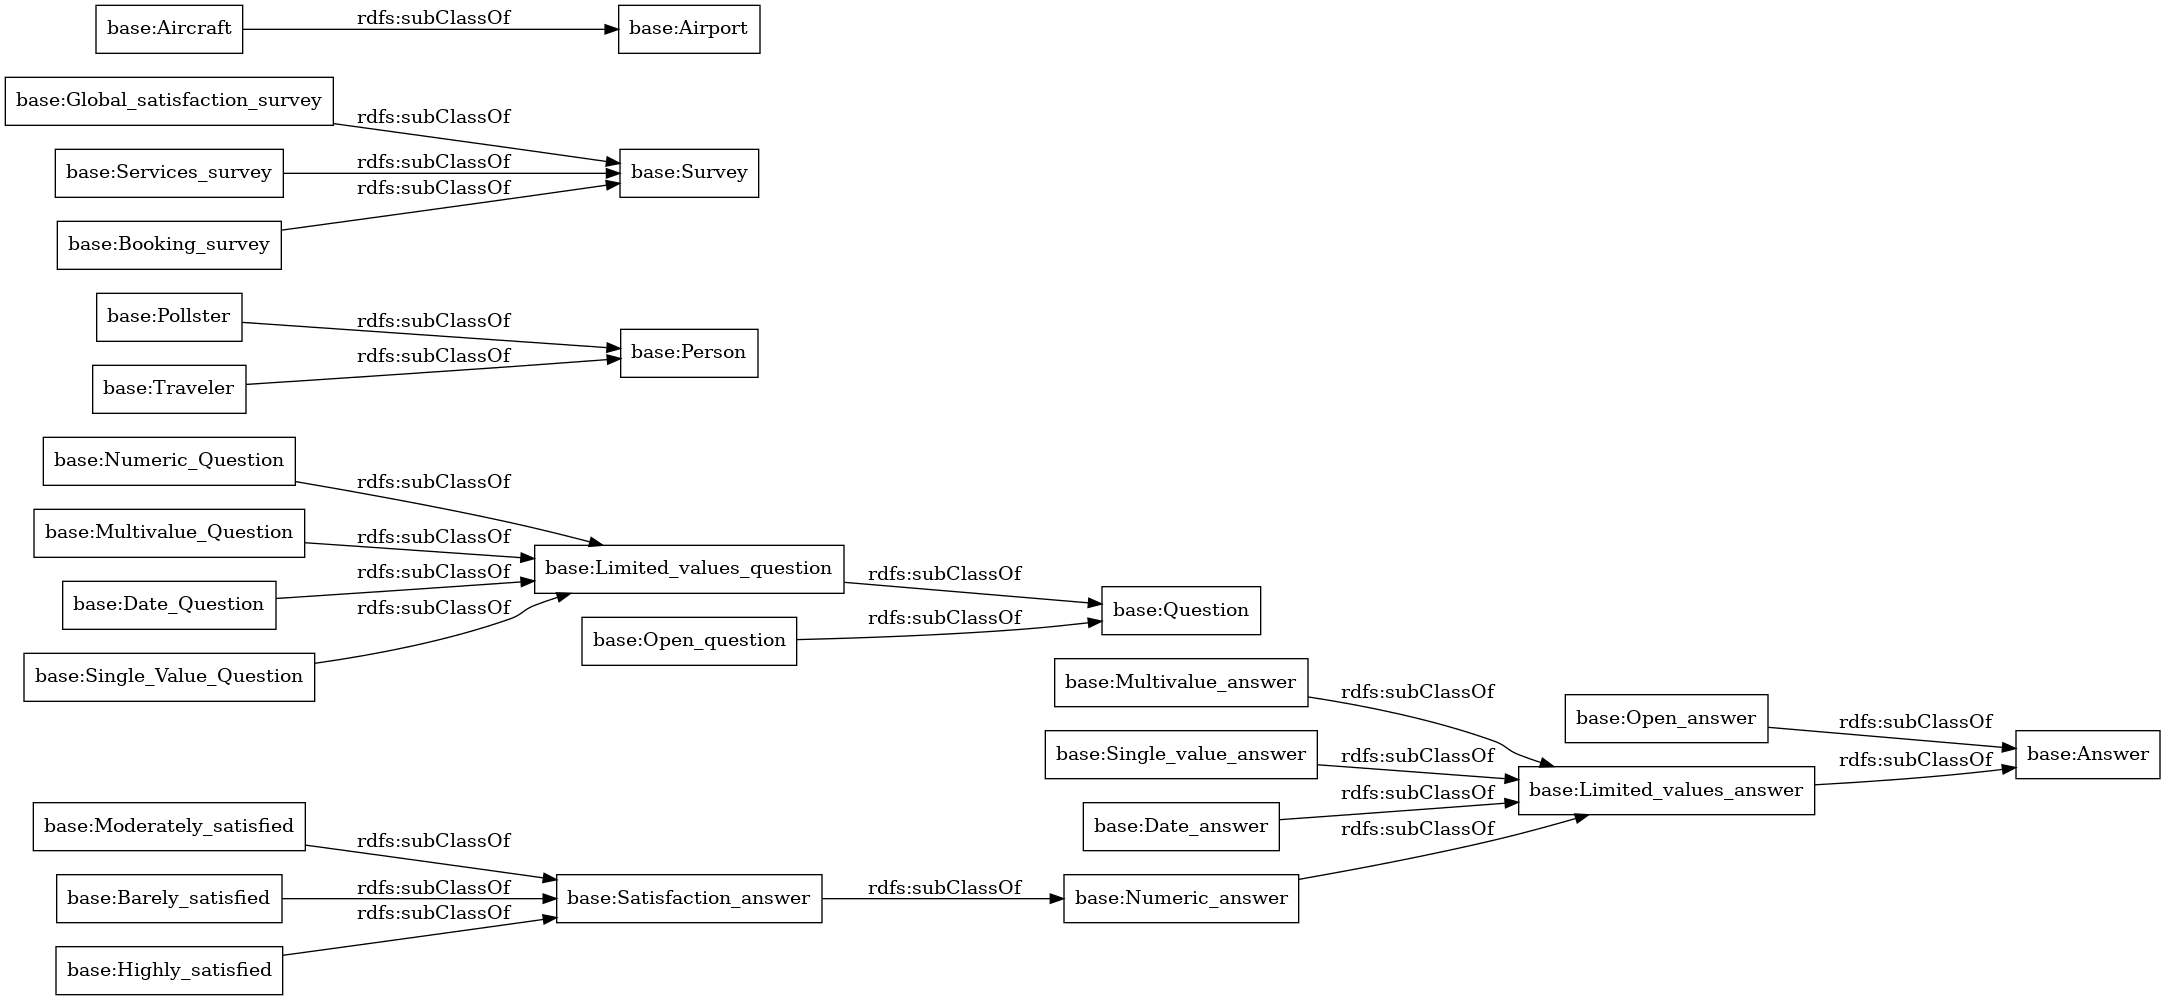 base:Aircraft
rdfs:subClassOf
base:Airport
base:Global_satisfaction_survey
rdfs:subClassOf
base:Services_survey
rdfs:subClassOf
base:Survey
rdfs:subClassOf
base:Booking_survey
base:Pollster
rdfs:subClassOf
base:Person
rdfs:subClassOf
base:Traveler
base:Numeric_Question
rdfs:subClassOf
base:Multivalue_Question
rdfs:subClassOf
base:Limited_values_question
rdfs:subClassOf
base:Date_Question
rdfs:subClassOf
rdfs:subClassOf
base:Question
base:Open_question
rdfs:subClassOf
base:Single_Value_Question
base:Multivalue_answer
rdfs:subClassOf
base:Open_answer
rdfs:subClassOf
base:Single_value_answer
rdfs:subClassOf
base:Answer
rdfs:subClassOf
base:Limited_values_answer
base:Date_answer
rdfs:subClassOf
rdfs:subClassOf
base:Moderately_satisfied
rdfs:subClassOf
base:Barely_satisfied
rdfs:subClassOf
base:Satisfaction_answer
rdfs:subClassOf
base:Numeric_answer
rdfs:subClassOf
base:Highly_satisfied